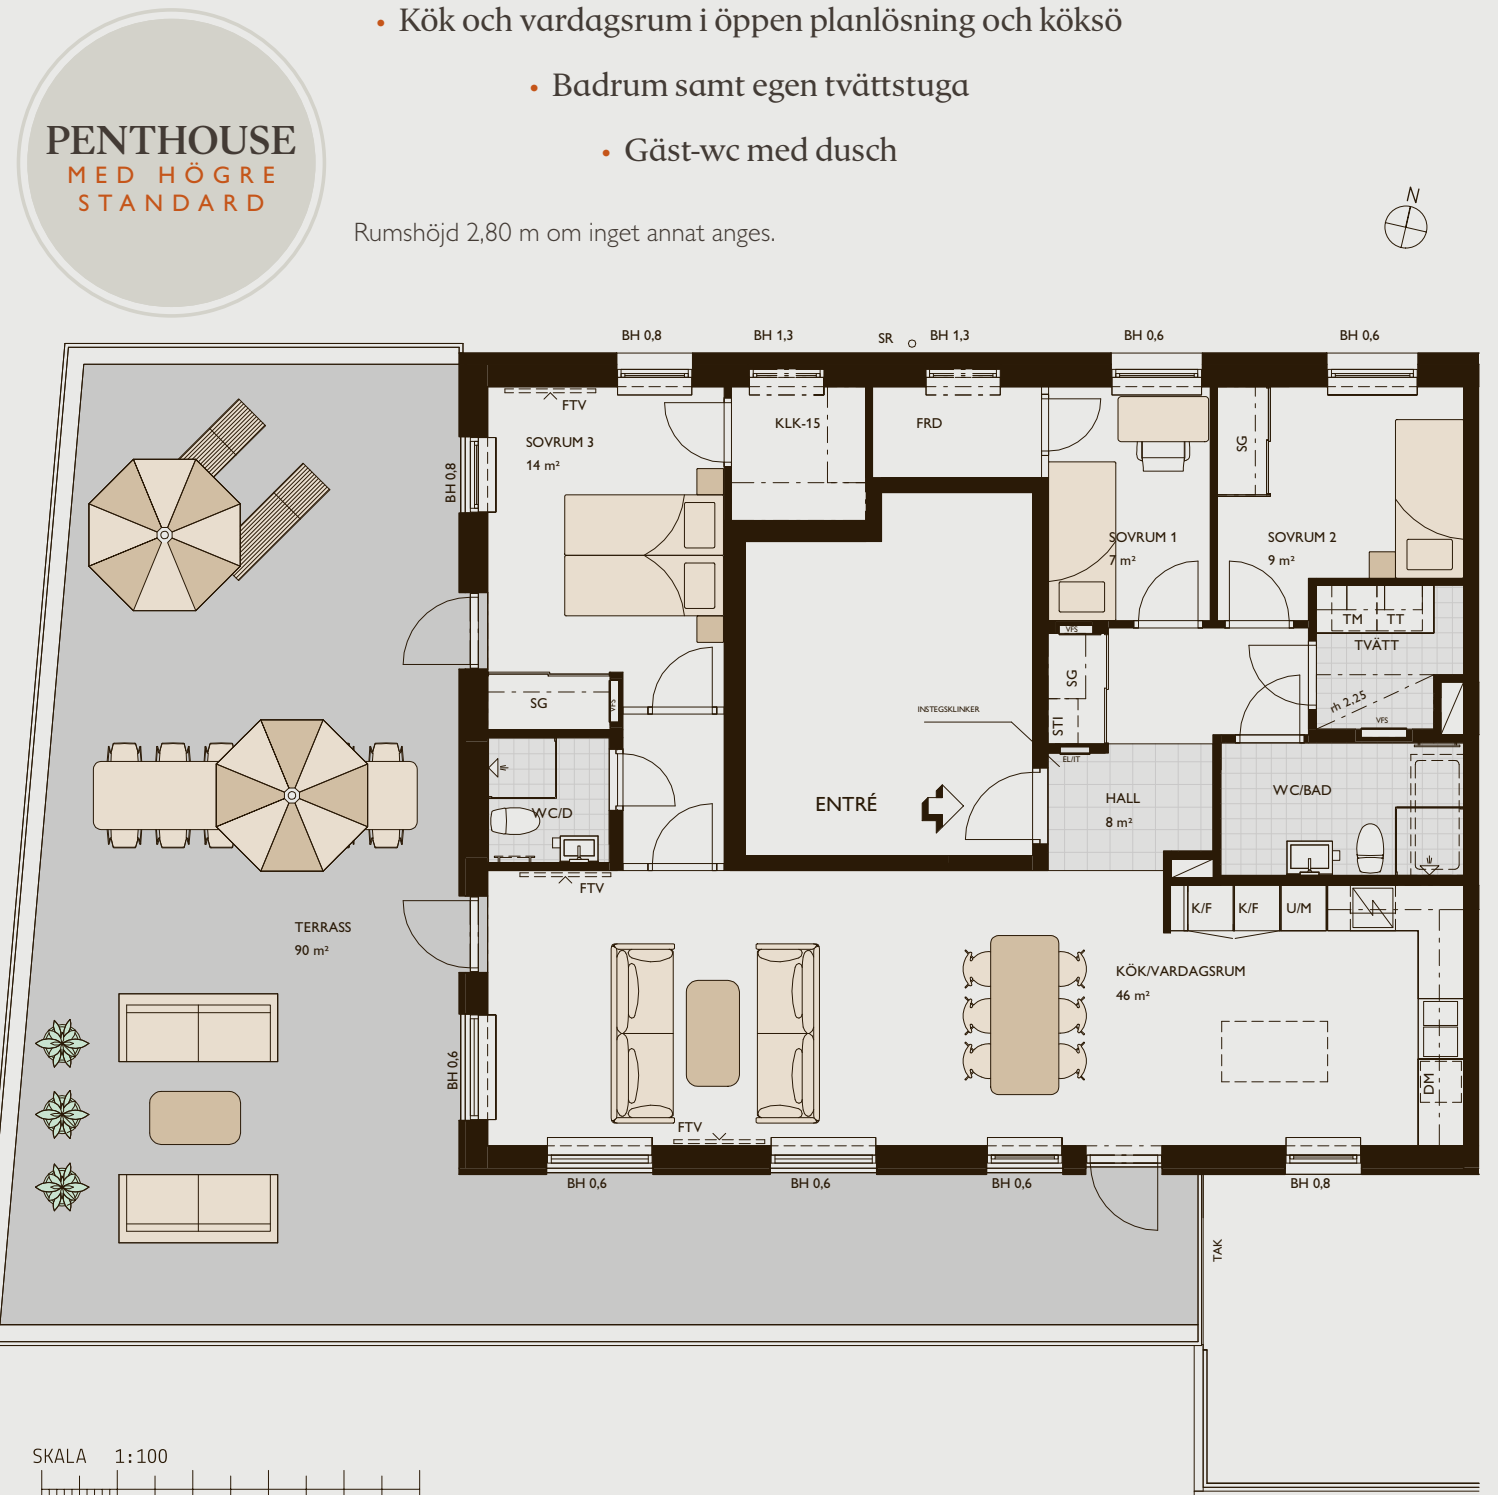 • Kök och vardagsrum i öppen planlösning och köksö
• Badrum samt egen tvättstuga
• Gäst-wc med dusch
PENTHOUSE
MED HÖGRE
STANDARD
Rumshöjd 2,80 m om inget annat anges.
N
BH 0,8
BH 1,3
SR
BH 1,3
BH 0,6
BH 0,6
FTV
SOVRUM 3
14 m²
KLK-15
FRD
SG
BH 0,8
SOVRUM 1
7 m²
SOVRUM 2
9 m²
TM
TT
TVÄTT
VFS
SG
SG
VFS
rh 2,25
VFS
INSTEGSKLINKER
STI
EL/IT
WC/D
ENTRÉ
HALL
8 m²
WC/BAD
FTV
TERRASS
90 m²
K/F
K/F
U/M
KÖK/VARDAGSRUM
46 m²
BH 0,6
DM
FTV
BH 0,6
BH 0,6
BH 0,6
BH 0,8
TAK
SKALA 1:100